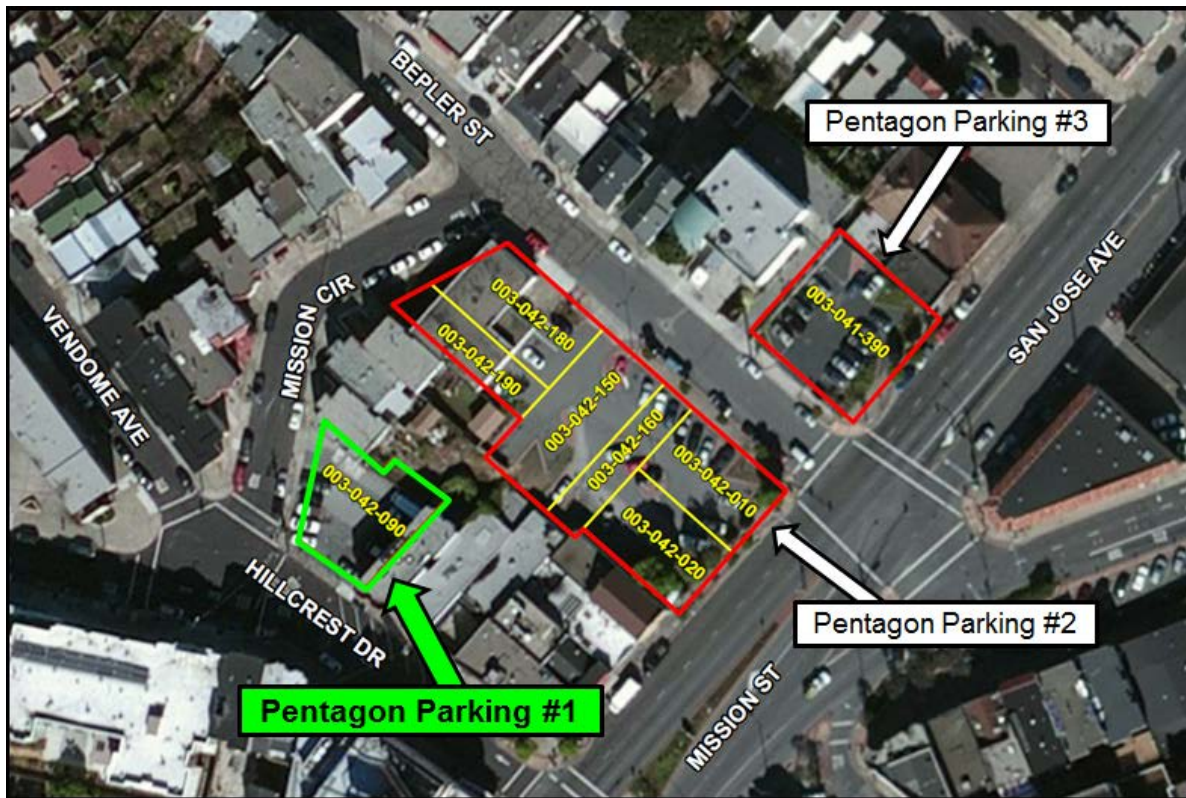 BEPLER ST
Pentagon Parking #3
SAN JOSE AVE
003-041-390
MISSION CIR
VENDOME AVE
003-042-180
003-042-190
003-042-150
003-042-160
003-042-010
003-042-020
003-042-090
HILLCREST DR
Pentagon Parking #2
Pentagon Parking #1
MISSION ST